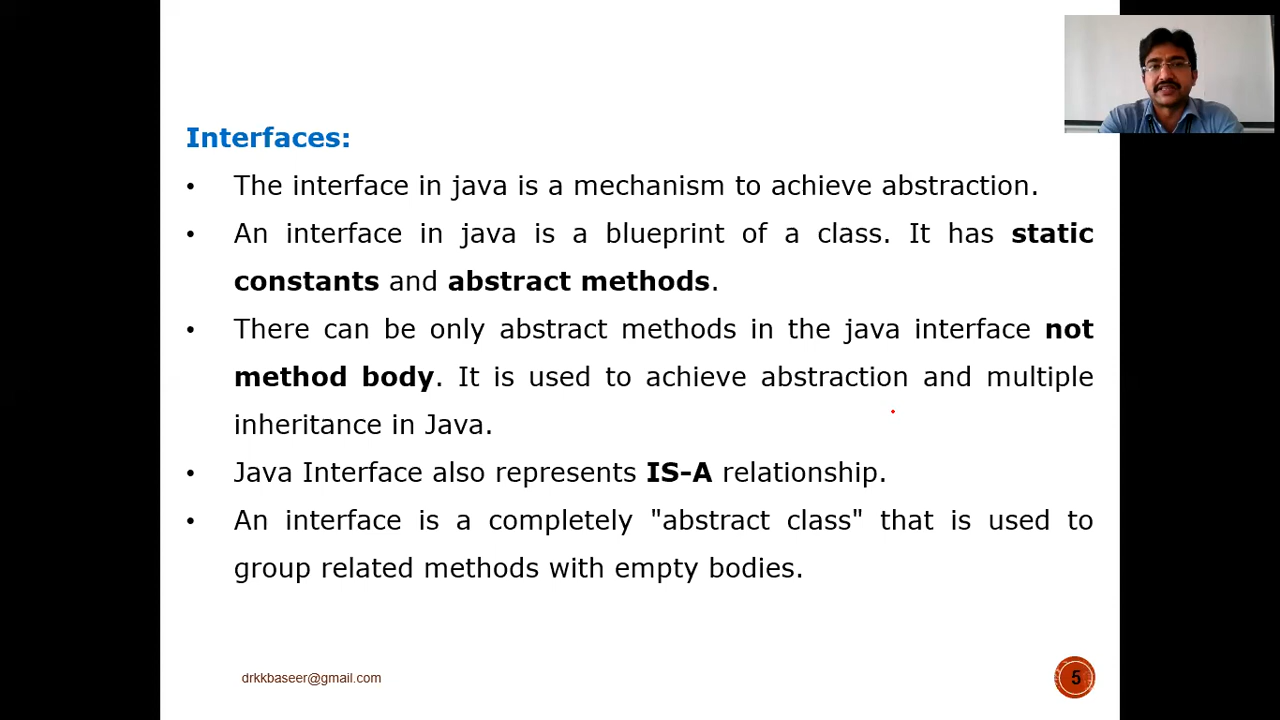 Interfaces:
• The interface in java is a mechanism to achieve abstraction.
• An interface in java is a blueprint of a class. It has static
constants and abstract methods.
• There can be only abstract methods in the java interface not
method body. It is used to achieve abstraction and multiple
inheritance in Java.
• Java Interface also represents IS-A relationship.
• An interface is a completely "abstract class" that is used to
group related methods with empty bodies.
drkkbaseer@gmail.com
5